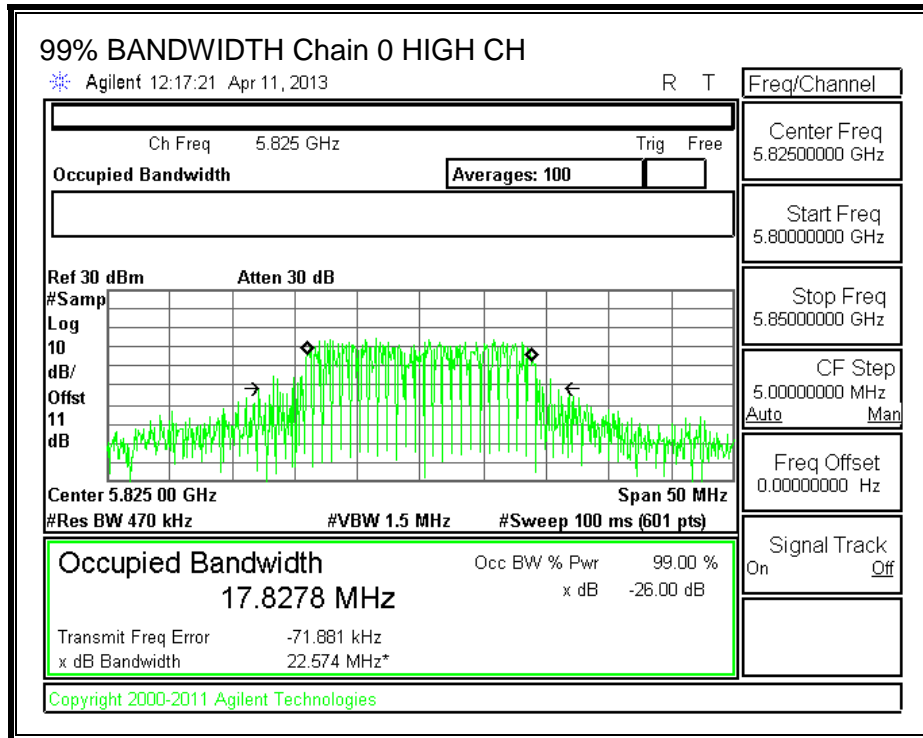 99% BANDWIDTH Chain 0 HIGH CH
Agilent 12:17:21 Apr 11, 2013 R T
Ch Freq 5.825 GHz Trig Free
Occupied Bandwidth Averages: 100
Ref 30 dBm Atten 30 dB
#Samp
Log
10
dB/
Offst
11
dB
Center 5.825 00 GHz Span 50 MHz
#Res BW 470 kHz #VBW 1.5 MHz #Sweep 100 ms (601 pts)
Occupied Bandwidth Occ BW % Pwr 99.00 %
17.8278 MHz x dB -26.00 dB
Transmit Freq Error -71.881 kHz
x dB Bandwidth 22.574 MHz*
Copyright 2000-2011 Agilent Technologies
Freq/Channel
Center Freq
5.82500000 GHz
Start Freq
5.80000000 GHz
Stop Freq
5.85000000 GHz
CF Step
5.00000000 MHz
Auto Man
Freq Offset
0.00000000 Hz
Signal Track
On Off